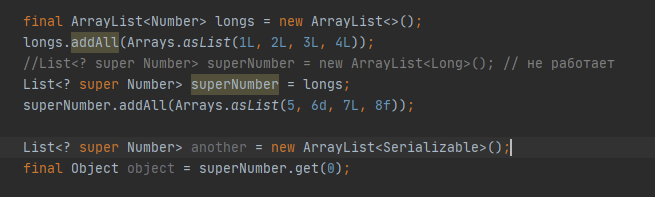 final ArrayList<Number> longs = new ArrayList<>();
longs.addAll(Arrays.asList(1L, 2L, 3L, 4L));
//List<? super Number> superNumber = new ArrayList<Long>(); // не работает
List<? super Number> superNumber = longs;
superNumber.addAll(Arrays.asList(5, 6d, 7L, 8f));
List<? super Number> another = new ArrayList<Serializable>();
final Object object = superNumber.get(0);